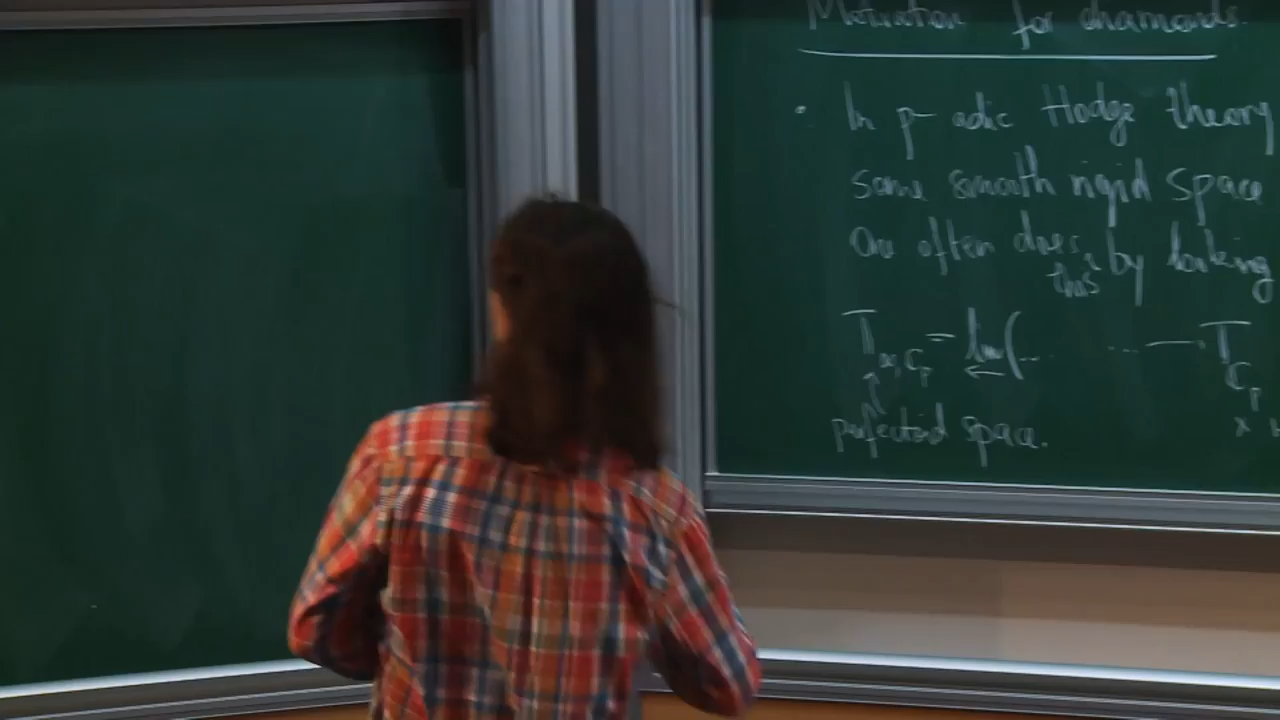 Motivation for diamonds.
• In p-adic Hodge theory
some smooth rigid space
One often does this by looking
T_{∞,C_p} = lim (... ... → T_{C_p}
perfectoid space.
x